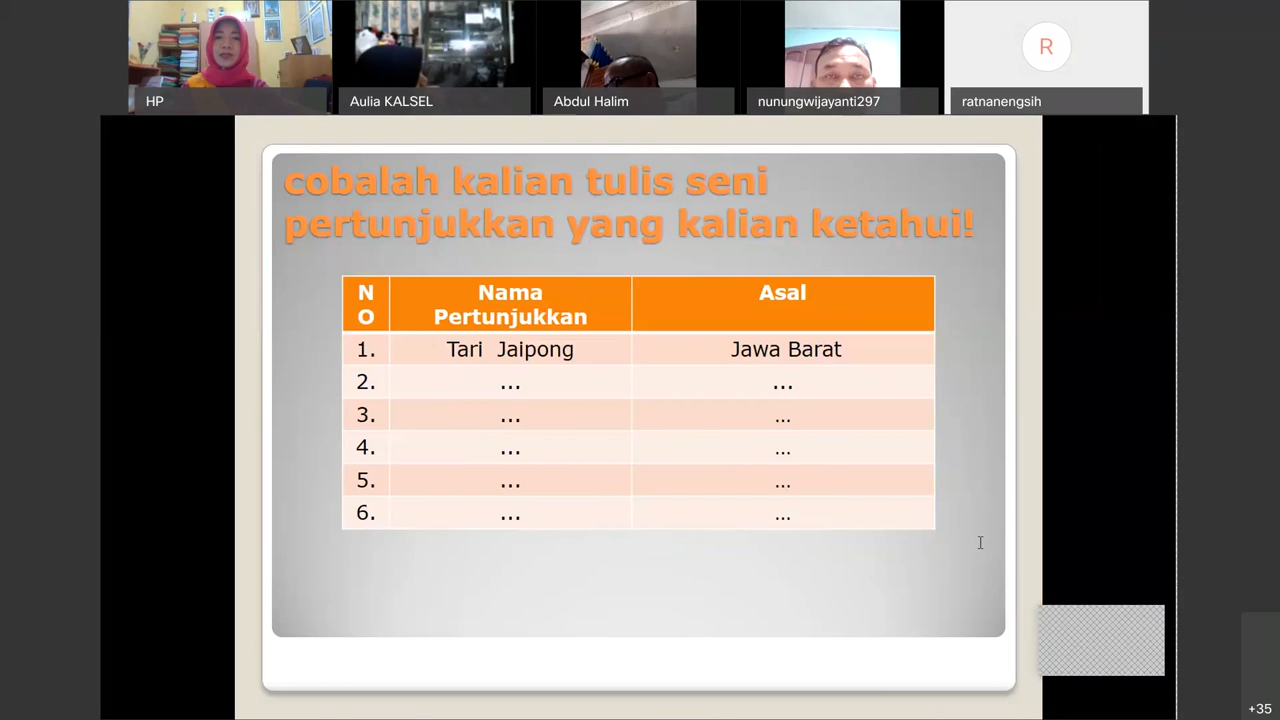 HP
Aulia KALSEL
Abdul Halim
nunungwijayanti297
R
ratnanengsih
cobalah kalian tulis seni
pertunjukkan yang kalian ketahui!
N
O
Nama
Pertunjukkan
Asal
1. Tari Jaipong Jawa Barat
2. ... ...
3. ... ...
4. ... ...
5. ... ...
6. ... ...
+35